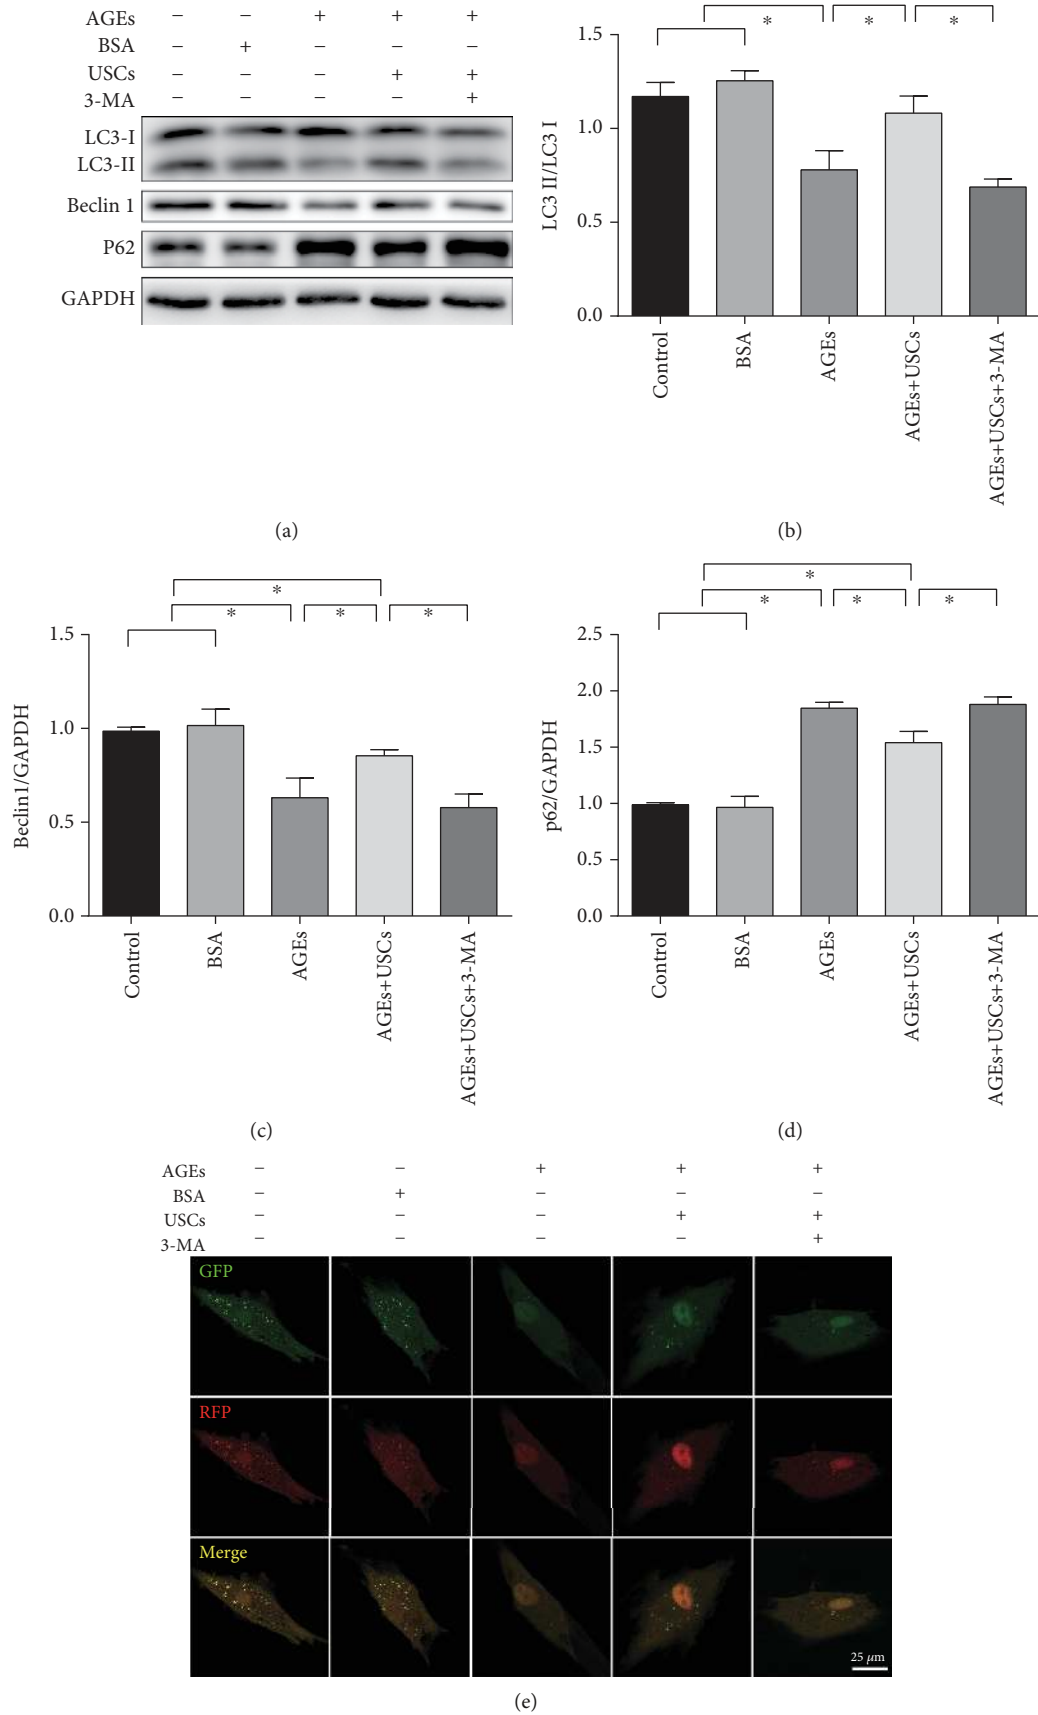 AGEs − − + + +
BSA − + − − −
USCs − − − + +
3-MA − − − − +
LC3-I
LC3-II
Beclin 1
P62
GAPDH
(a)
* * *
LC3 II/LC3 I
1.5
1.0
0.5
0.0
Control
BSA
AGEs
AGEs+USCs
AGEs+USCs+3-MA
(b)
*
* * *
Beclin1/GAPDH
1.5
1.0
0.5
0.0
Control
BSA
AGEs
AGEs+USCs
AGEs+USCs+3-MA
(c)
*
* * *
p62/GAPDH
2.5
2.0
1.5
1.0
0.5
0.0
Control
BSA
AGEs
AGEs+USCs
AGEs+USCs+3-MA
(d)
AGEs − − + + +
BSA − + − − −
USCs − − − + +
3-MA − − − − +
GFP
RFP
Merge
25 μm
(e)